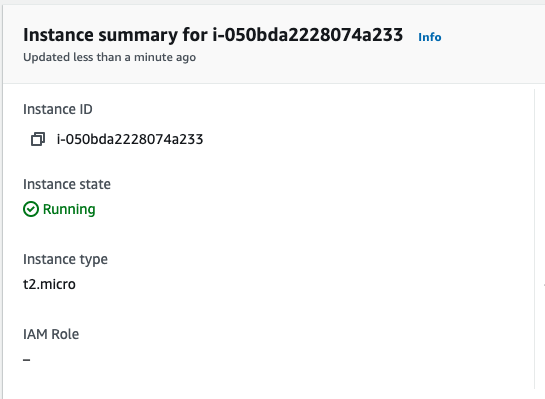 Instance summary for i-050bda2228074a233 Info
Updated less than a minute ago
Instance ID
i-050bda2228074a233
Instance state
Running
Instance type
t2.micro
IAM Role
–